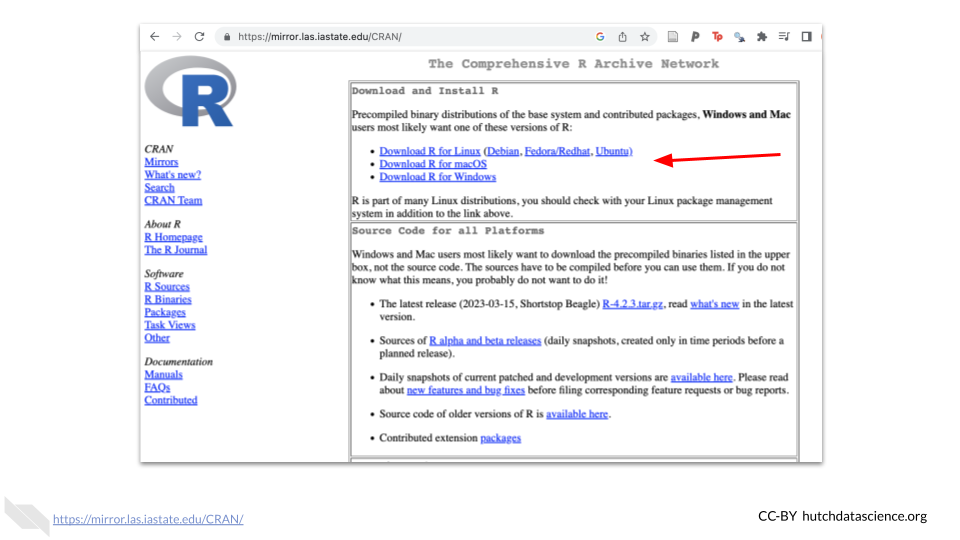 https://mirror.las.iastate.edu/CRAN/
G
P
Tp
The Comprehensive R Archive Network
R
CRAN
Mirrors
What's new?
Search
CRAN Team
About R
R Homepage
The R Journal
Software
R Sources
R Binaries
Packages
Task Views
Other
Documentation
Manuals
FAQs
Contributed
Download and Install R
Precompiled binary distributions of the base system and contributed packages, Windows and Mac
users most likely want one of these versions of R:
• Download R for Linux (Debian, Fedora/Redhat, Ubuntu)
• Download R for macOS
• Download R for Windows
R is part of many Linux distributions, you should check with your Linux package management
system in addition to the link above.
Source Code for all Platforms
Windows and Mac users most likely want to download the precompiled binaries listed in the upper
box, not the source code. The sources have to be compiled before you can use them. If you do not
know what this means, you probably do not want to do it!
• The latest release (2023-03-15, Shortstop Beagle) R-4.2.3.tar.gz, read what's new in the latest
version.
• Sources of R alpha and beta releases (daily snapshots, created only in time periods before a
planned release).
• Daily snapshots of current patched and development versions are available here. Please read
about new features and bug fixes before filing corresponding feature requests or bug reports.
• Source code of older versions of R is available here.
• Contributed extension packages
https://mirror.las.iastate.edu/CRAN/
CC-BY hutchdatascience.org